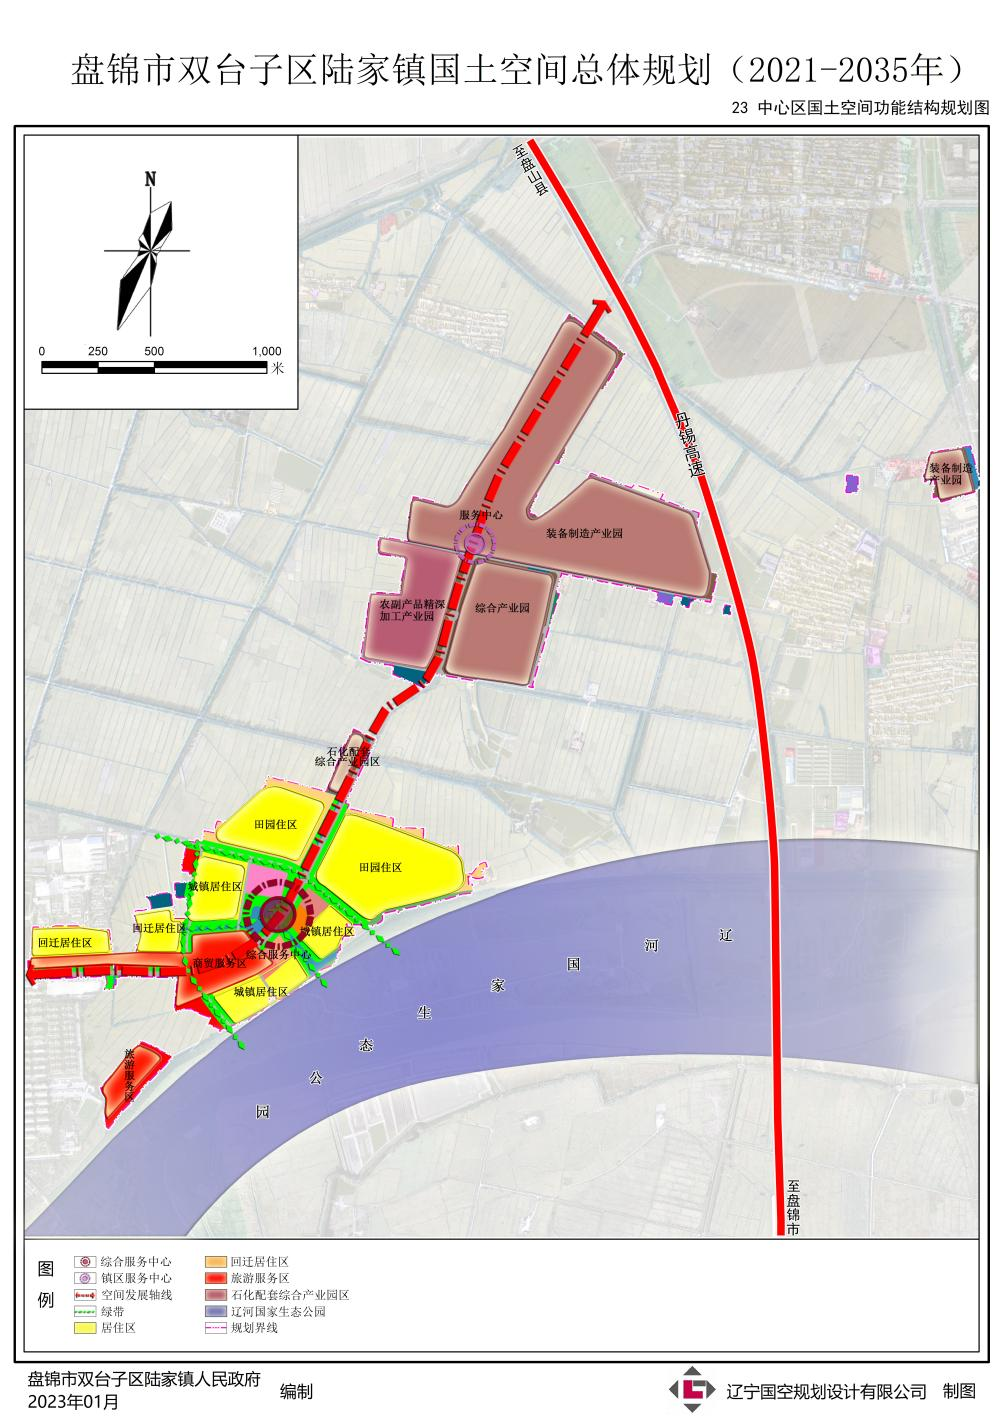 盘锦市双台子区陆家镇国土空间总体规划（2021-2035年）
23 中心区国土空间功能结构规划图
N
0 250 500 1,000
米
至盘山县
丹锡高速
装备制造
产业园
服务中心
装备制造产业园
农副产品精深
加工产业园
综合产业园
石化配套
综合产业园区
田园住区
田园住区
城镇居住区
回迁居住区
回迁居住区
城镇居住区
综合服务中心
商贸服务区
城镇居住区
旅游服务区
辽河国家生态公园
至盘锦市
图例
综合服务中心
镇区服务中心
空间发展轴线
绿带
居住区
回迁居住区
旅游服务区
石化配套综合产业园区
辽河国家生态公园
规划界线
盘锦市双台子区陆家镇人民政府
2023年01月
编制
辽宁国空规划设计有限公司 制图